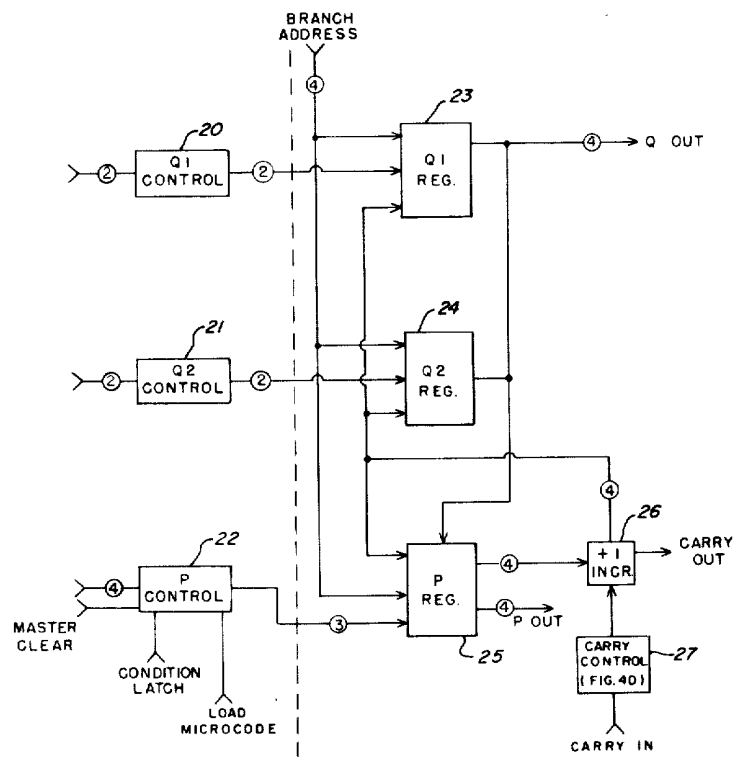 BRANCH
ADDRESS
4
23
20
Q1
CONTROL
2
2
Q1
REG.
4
Q OUT
24
21
Q2
CONTROL
2
2
Q2
REG.
4
26
22
P
CONTROL
4
MASTER
CLEAR
CONDITION
LATCH
LOAD
MICROCODE
3
P
REG.
25
4
4
P OUT
+1
INCR.
CARRY
OUT
CARRY
CONTROL
(FIG. 4D)
27
CARRY IN